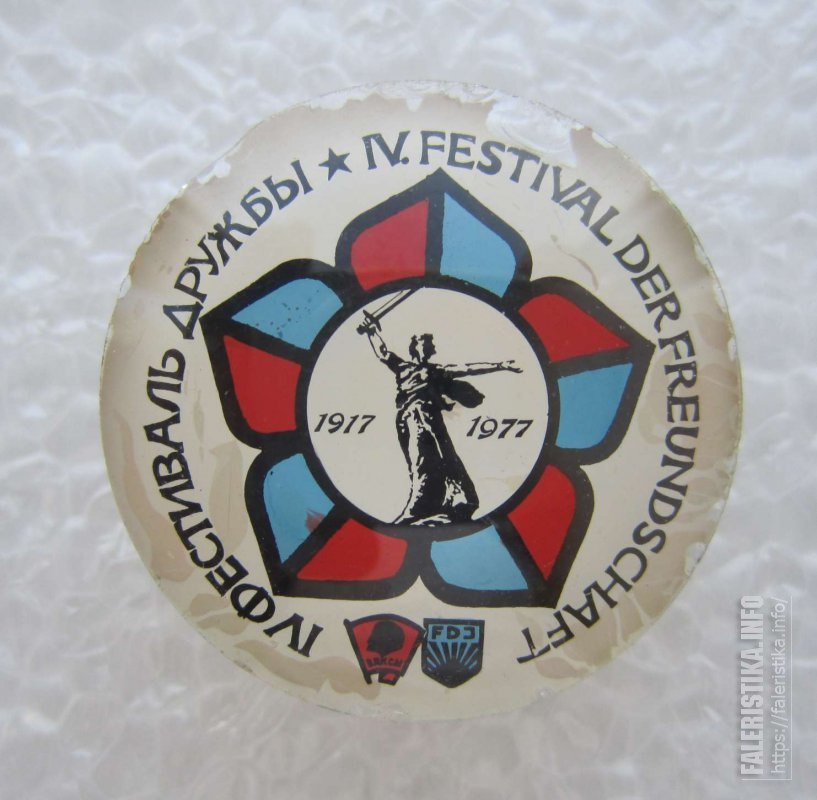 IV ФЕСТИВАЛЬ ДРУЖБЫ ★ IV. FESTIVAL DER FREUNDSCHAFT
1917 1977
ВЛКСМ FDJ
FALERISTIKA.INFO
https://faleristika.info/